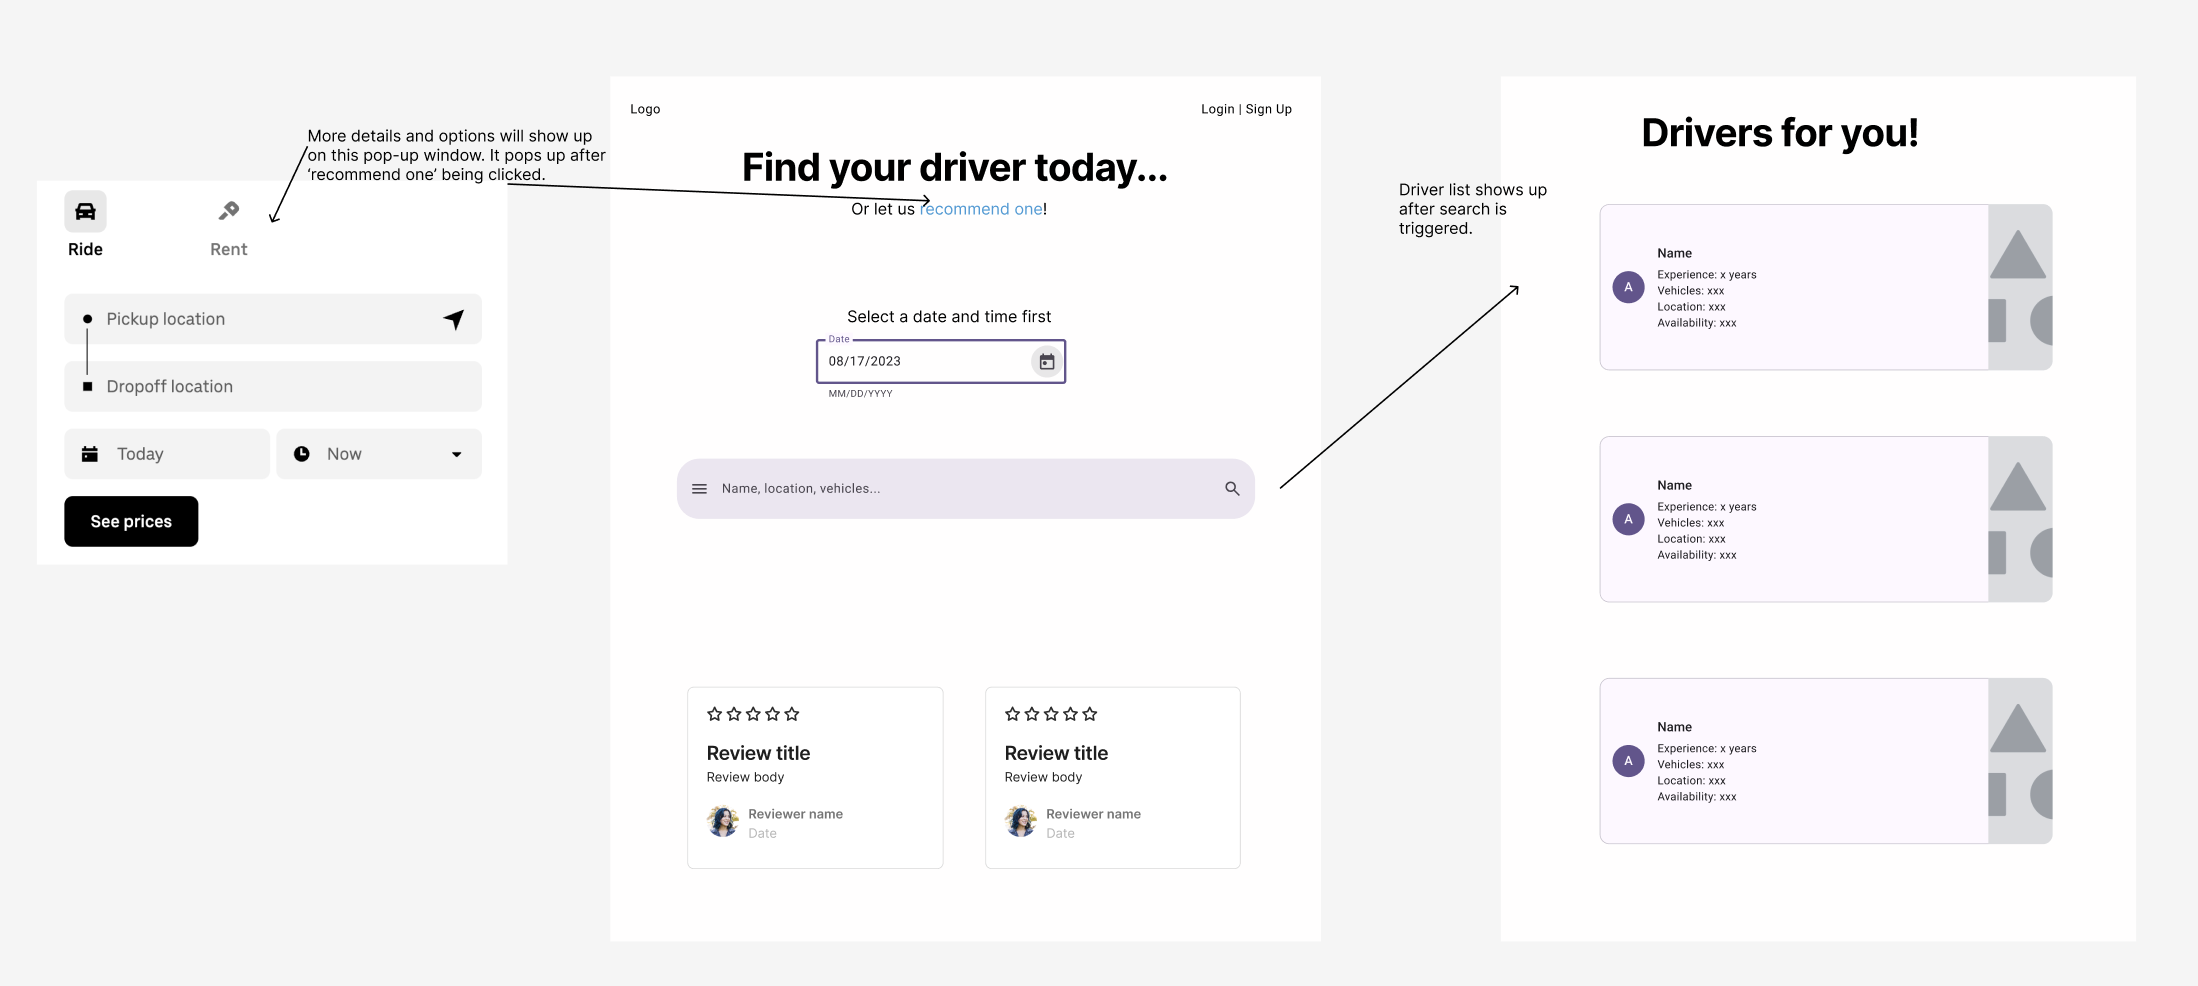 More details and options will show up
on this pop-up window. It pops up after
‘recommend one’ being clicked.
Ride
Rent
Pickup location
Dropoff location
Today
Now
See prices
Logo
Login | Sign Up
Find your driver today...
Or let us recommend one!
Select a date and time first
Date
08/17/2023
MM/DD/YYYY
Name, location, vehicles...
Review title
Review body
Reviewer name
Date
Review title
Review body
Reviewer name
Date
Driver list shows up
after search is
triggered.
Drivers for you!
A
Name
Experience: x years
Vehicles: xxx
Location: xxx
Availability: xxx
A
Name
Experience: x years
Vehicles: xxx
Location: xxx
Availability: xxx
A
Name
Experience: x years
Vehicles: xxx
Location: xxx
Availability: xxx